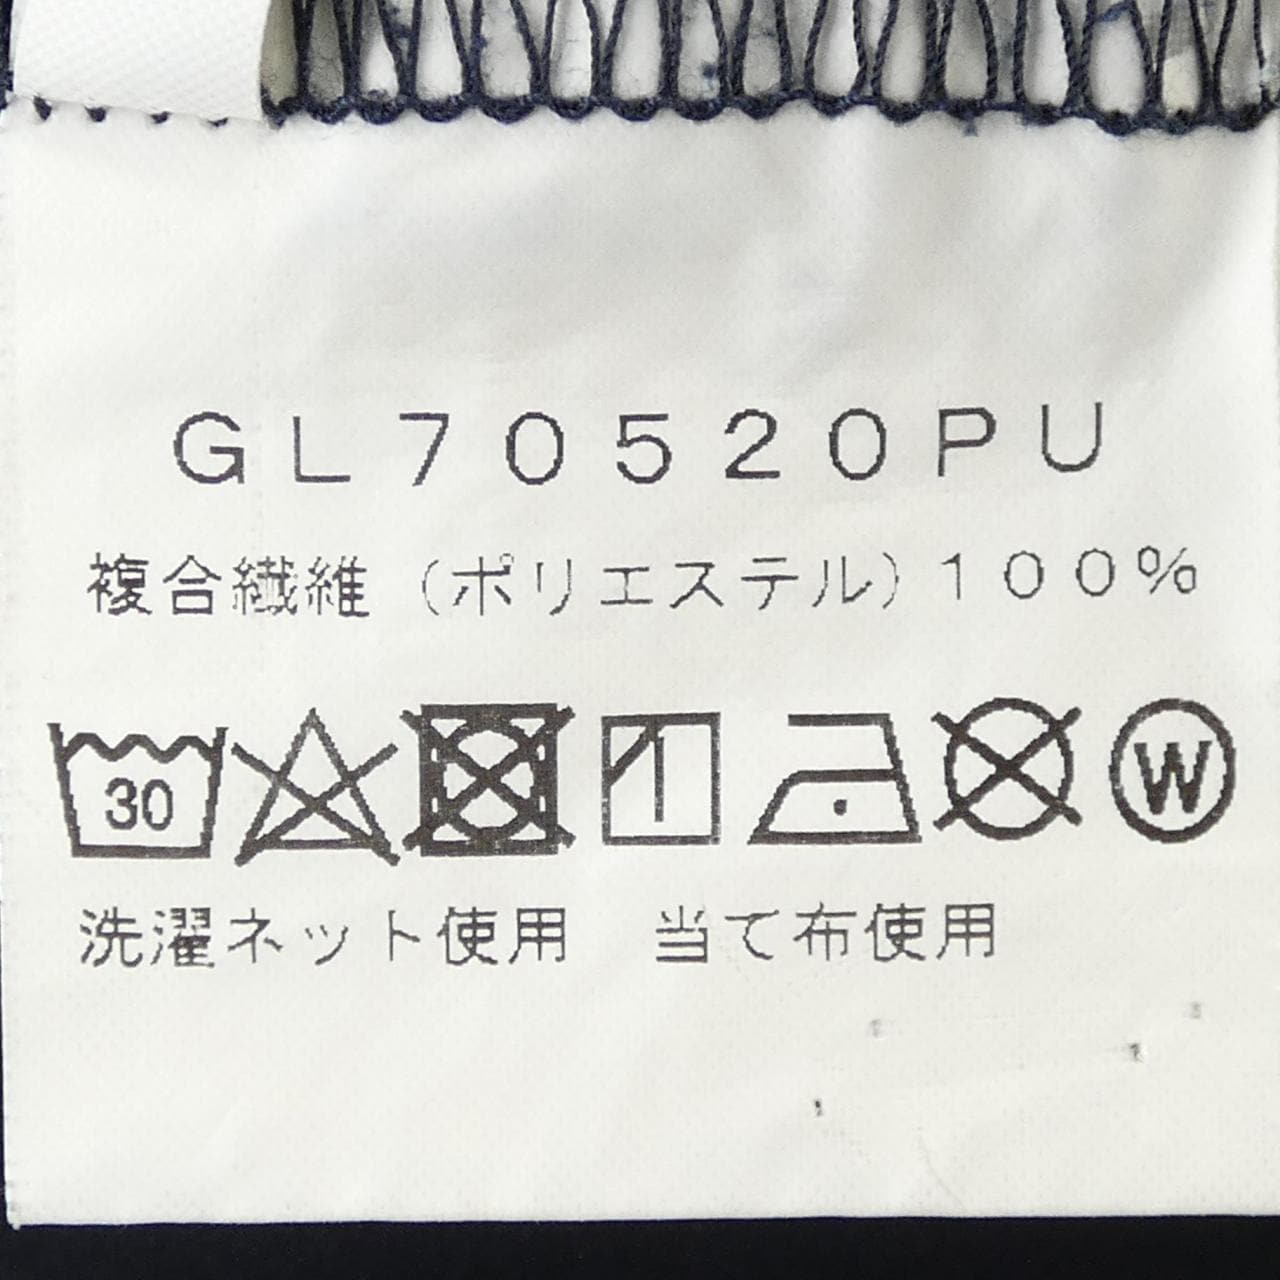 GL70520PU
複合繊維(ポリエステル)100%
30 W
洗濯ネット使用 当て布使用